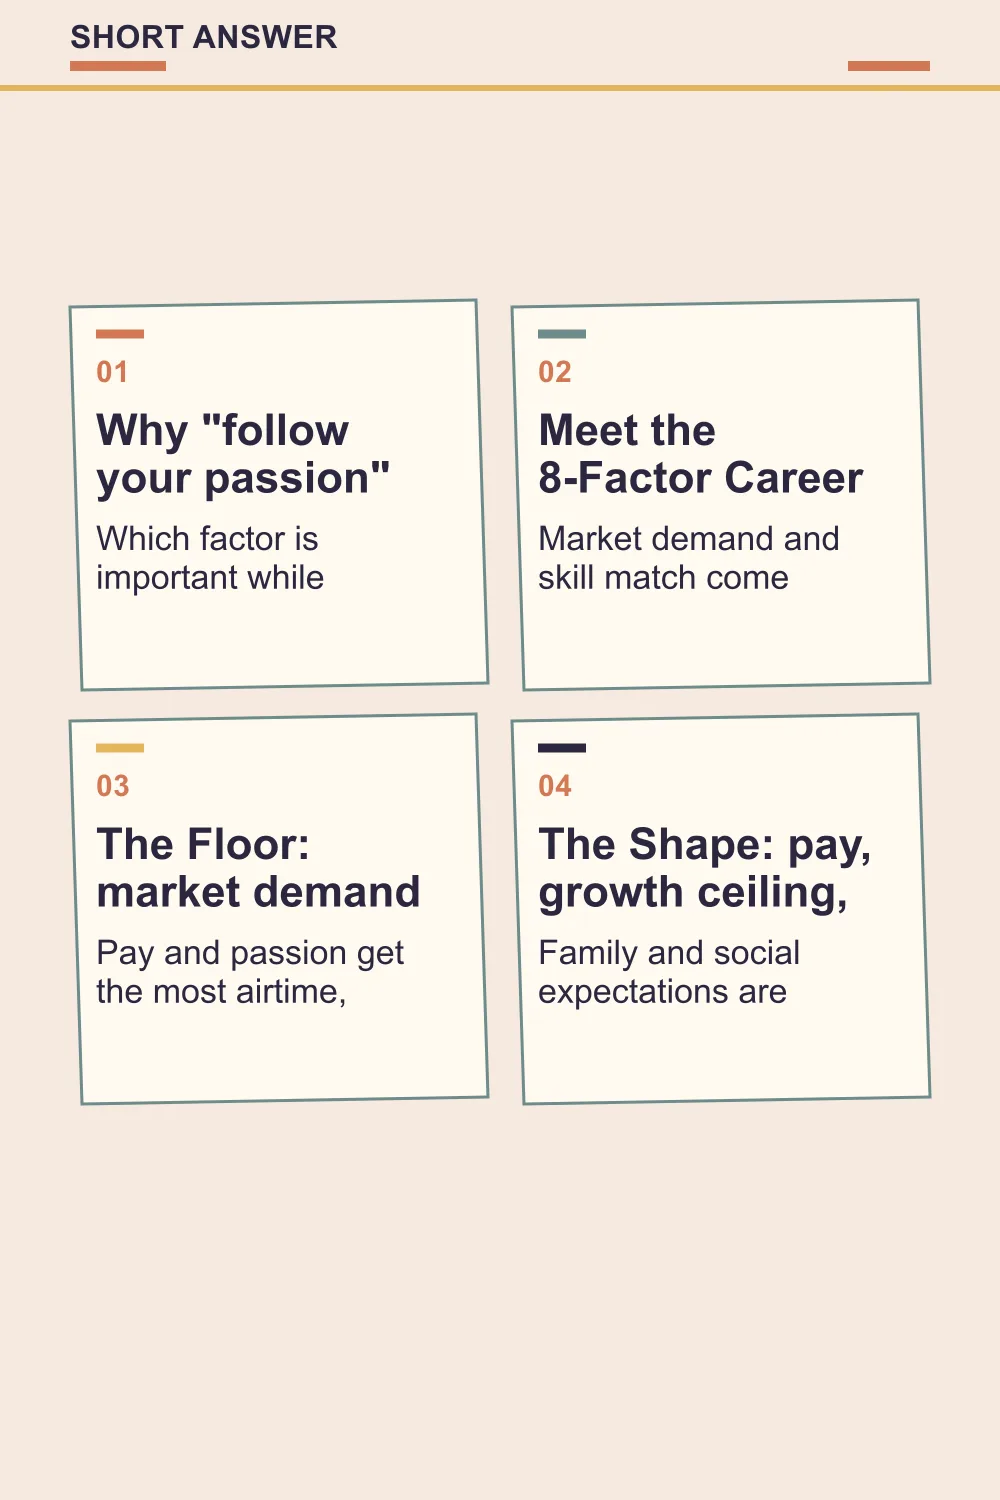 SHORT ANSWER
01
Why "follow
your passion"
Which factor is
important while
02
Meet the
8-Factor Career
Market demand and
skill match come
03
The Floor:
market demand
Pay and passion get
the most airtime,
04
The Shape: pay,
growth ceiling,
Family and social
expectations are